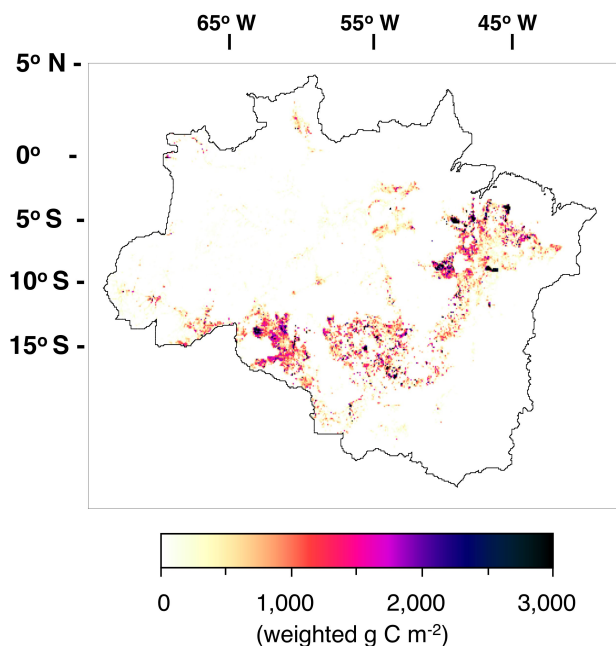 65º W 55º W 45º W
5º N -
0º -
5º S -
10º S -
15º S -
0 1,000 2,000 3,000
(weighted g C m⁻²)